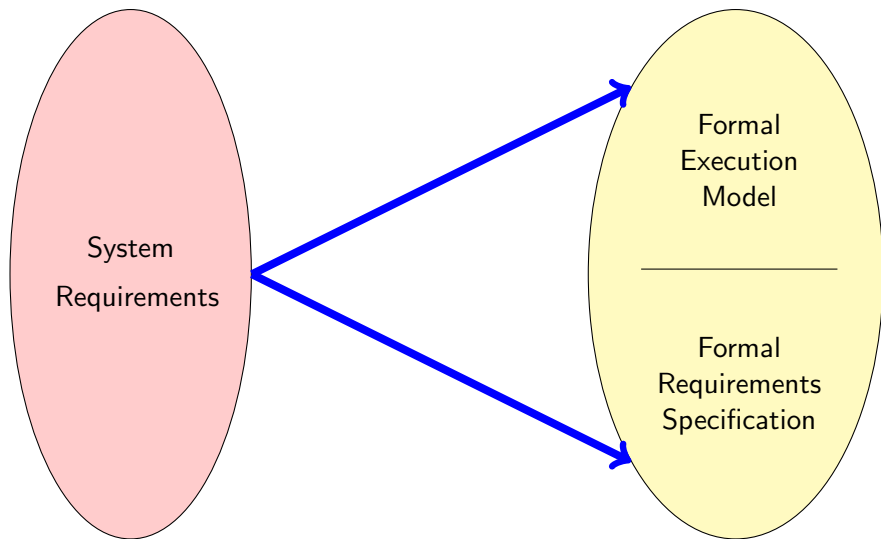 System
Requirements
Formal
Execution
Model
Formal
Requirements
Specification